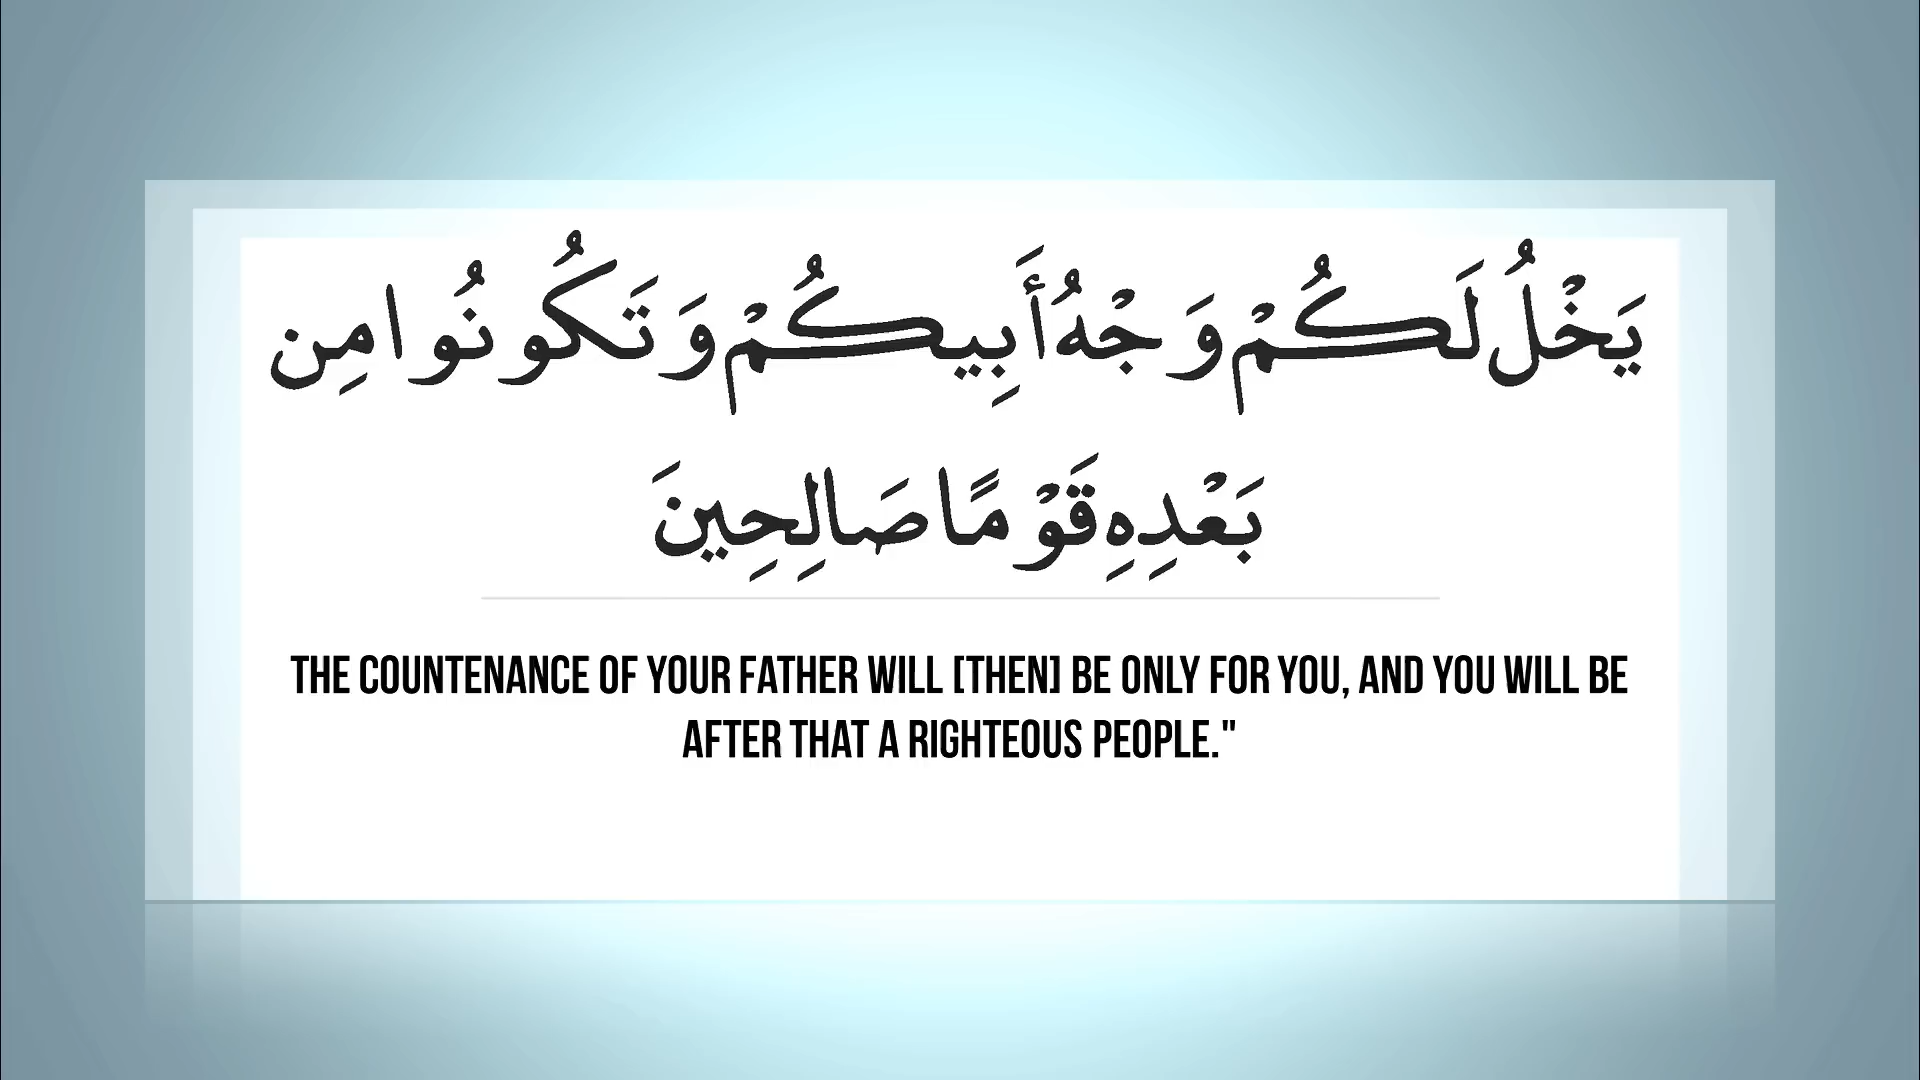 يَخْلُ لَكُمْ وَجْهُ أَبِيكُمْ وَتَكُونُوا مِن
بَعْدِهِ قَوْمًا صَالِحِينَ
THE COUNTENANCE OF YOUR FATHER WILL [THEN] BE ONLY FOR YOU, AND YOU WILL BE
AFTER THAT A RIGHTEOUS PEOPLE."